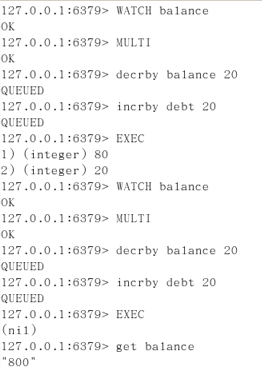 127.0.0.1:6379> WATCH balance
OK
127.0.0.1:6379> MULTI
OK
127.0.0.1:6379> decrby balance 20
QUEUED
127.0.0.1:6379> incrby debt 20
QUEUED
127.0.0.1:6379> EXEC
1) (integer) 80
2) (integer) 20
127.0.0.1:6379> WATCH balance
OK
127.0.0.1:6379> MULTI
OK
127.0.0.1:6379> decrby balance 20
QUEUED
127.0.0.1:6379> incrby debt 20
QUEUED
127.0.0.1:6379> EXEC
(nil)
127.0.0.1:6379> get balance
"800"